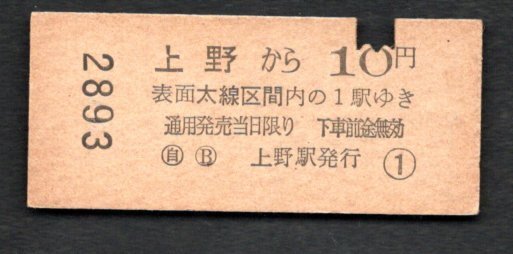 2893
上野から 10円
表面太線区間内の1駅ゆき
通用発売当日限り 下車前途無効
㊀自 Ⓑ 上野駅発行 ①